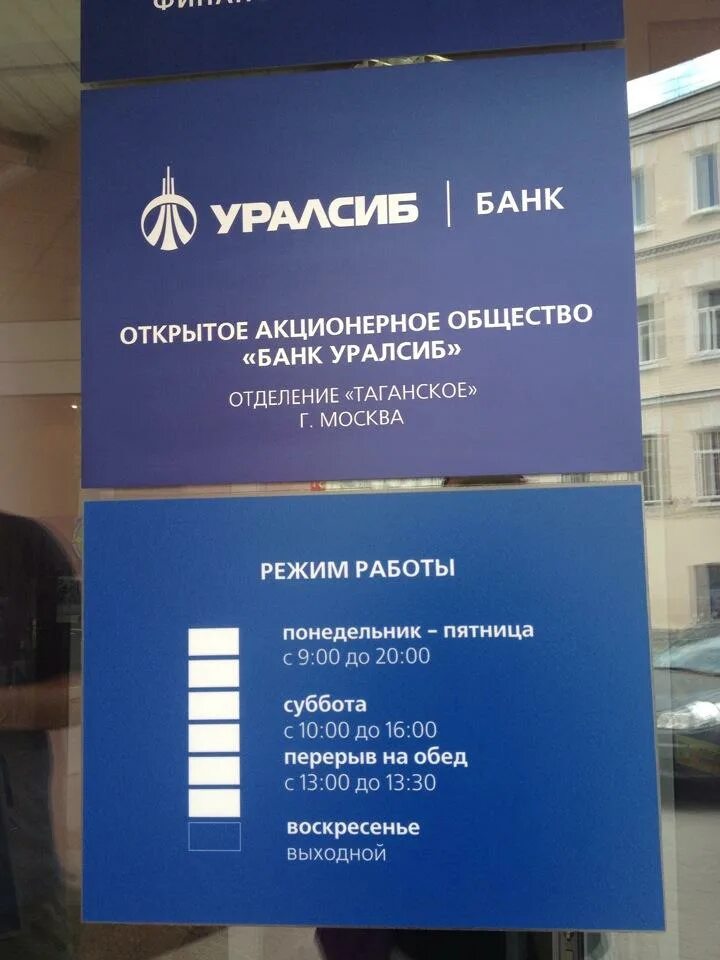 УРАЛСИБ | БАНК
ОТКРЫТОЕ АКЦИОНЕРНОЕ ОБЩЕСТВО
«БАНК УРАЛСИБ»
ОТДЕЛЕНИЕ «ТАГАНСКОЕ»
Г. МОСКВА
РЕЖИМ РАБОТЫ
понедельник – пятница
с 9:00 до 20:00
суббота
с 10:00 до 16:00
перерыв на обед
с 13:00 до 13:30
воскресенье
выходной